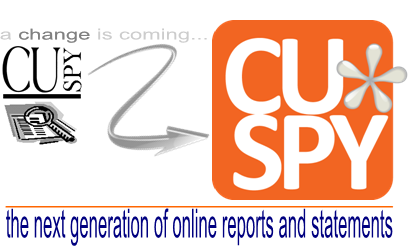 a change is coming...
CU
SPY
CU
SPY
the next generation of online reports and statements